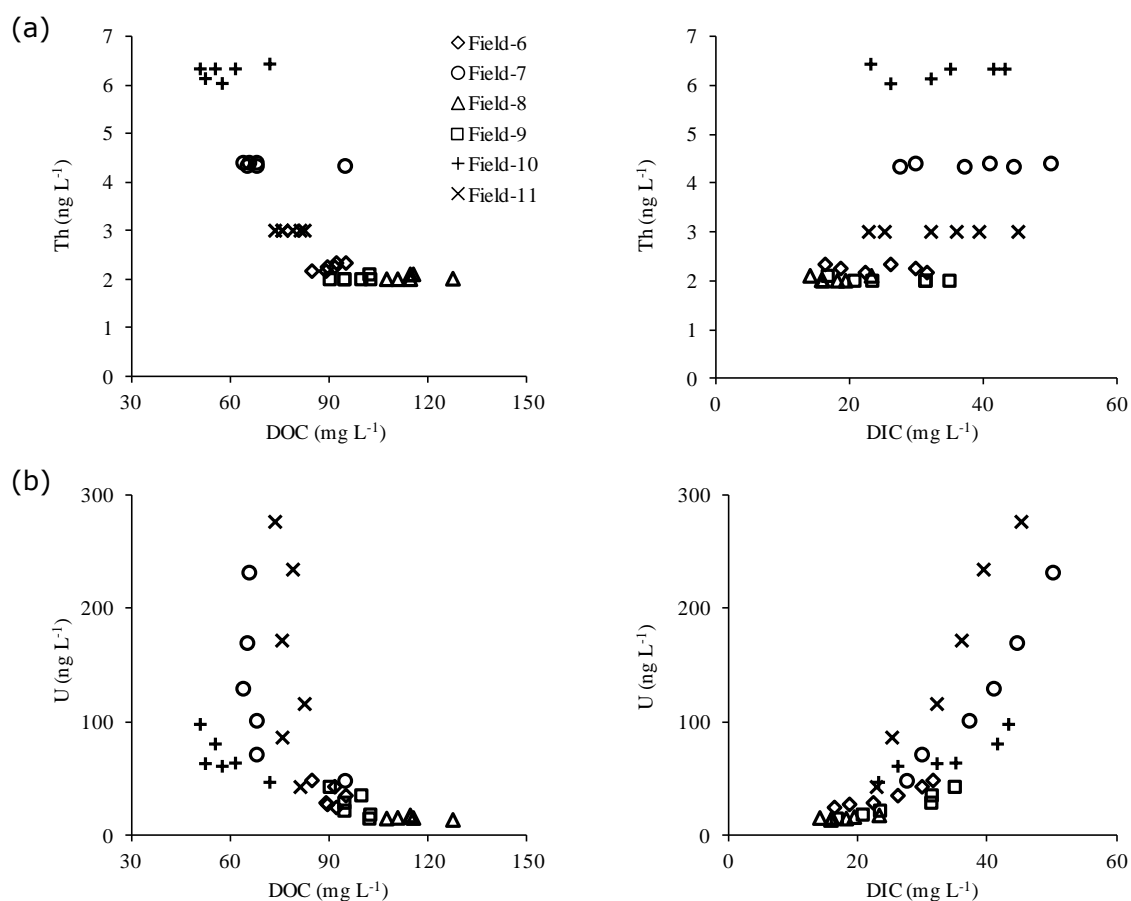 (a)
7
6
5
4
3
2
1
0
Th (ng L-1)
30 60 90 120 150
DOC (mg L-1)
Field-6
Field-7
Field-8
Field-9
Field-10
Field-11
7
6
5
4
3
2
1
0
Th (ng L-1)
0 20 40 60
DIC (mg L-1)
(b)
300
200
100
0
U (ng L-1)
30 60 90 120 150
DOC (mg L-1)
300
200
100
0
U (ng L-1)
0 20 40 60
DIC (mg L-1)